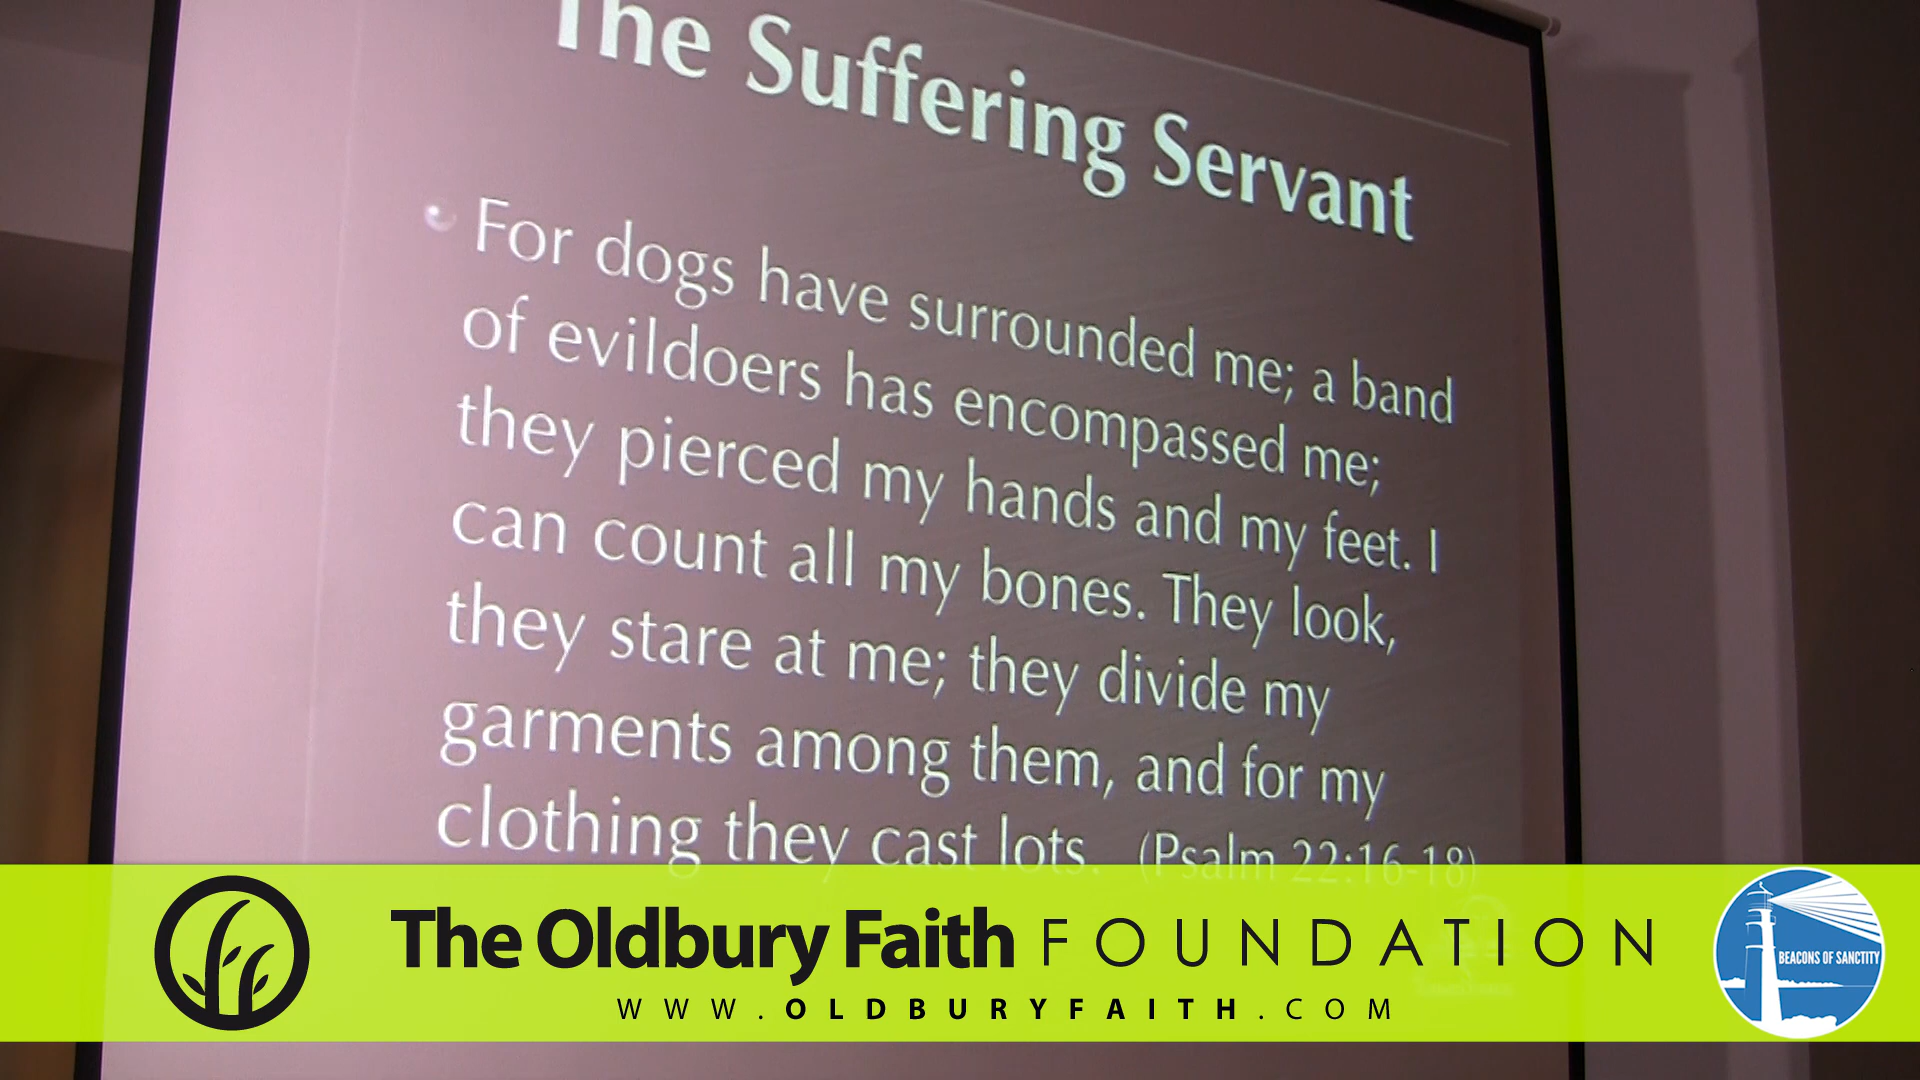 The Suffering Servant
For dogs have surrounded me; a band
of evildoers has encompassed me;
they pierced my hands and my feet. I
can count all my bones. They look,
they stare at me; they divide my
garments among them, and for my
clothing they cast lots. (Psalm 22:16-18)
The Oldbury Faith FOUNDATION
WWW.OLDBURYFAITH.COM
BEACONS OF SANCTITY